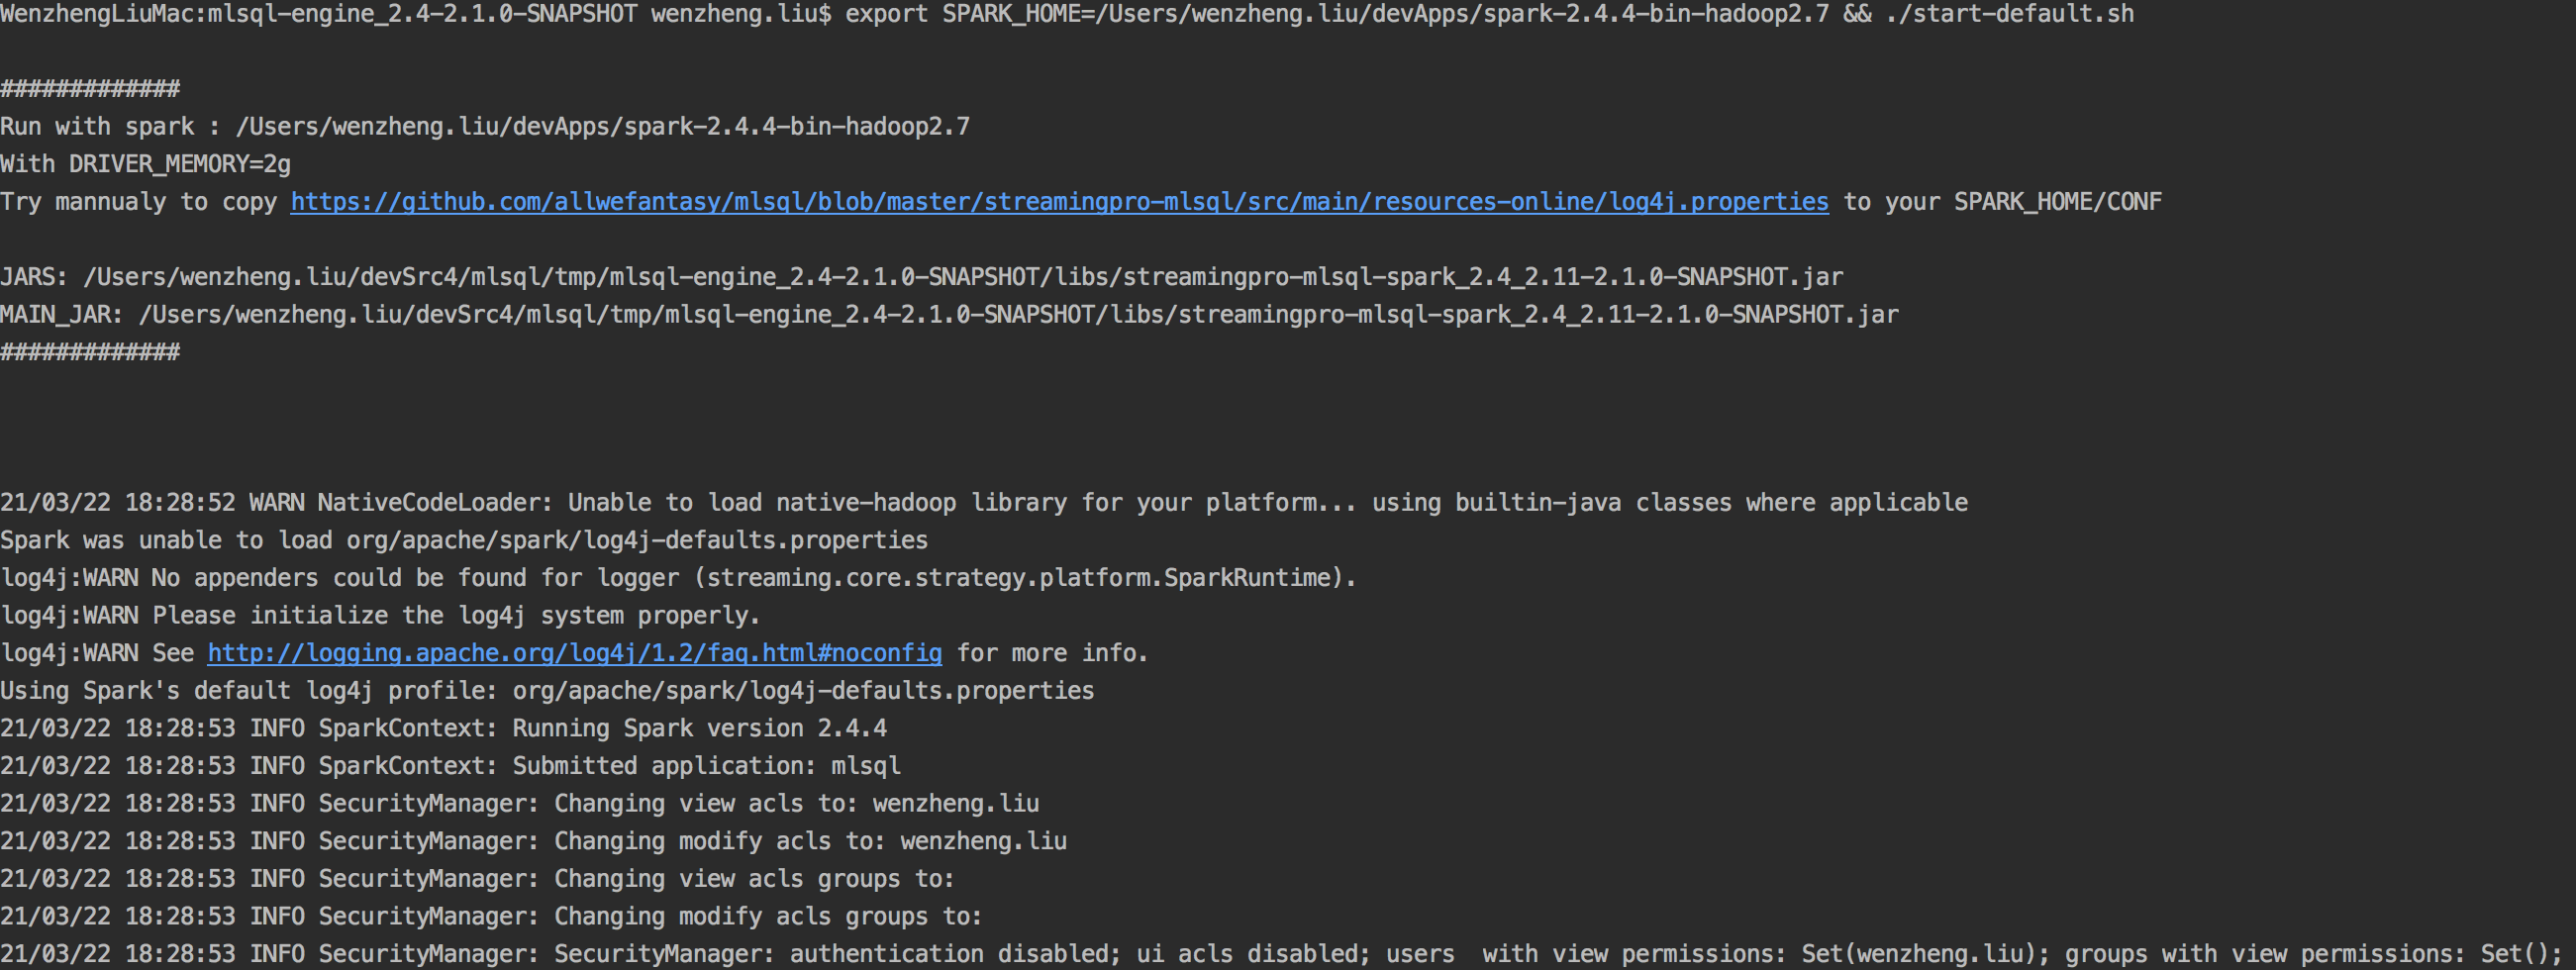 WenzhengLiuMac:mlsql-engine_2.4-2.1.0-SNAPSHOT wenzheng.liu$ export SPARK_HOME=/Users/wenzheng.liu/devApps/spark-2.4.4-bin-hadoop2.7 && ./start-default.sh
#############
Run with spark : /Users/wenzheng.liu/devApps/spark-2.4.4-bin-hadoop2.7
With DRIVER_MEMORY=2g
Try mannualy to copy https://github.com/allwefantasy/mlsql/blob/master/streamingpro-mlsql/src/main/resources-online/log4j.properties to your SPARK_HOME/CONF
JARS: /Users/wenzheng.liu/devSrc4/mlsql/tmp/mlsql-engine_2.4-2.1.0-SNAPSHOT/libs/streamingpro-mlsql-spark_2.4_2.11-2.1.0-SNAPSHOT.jar
MAIN_JAR: /Users/wenzheng.liu/devSrc4/mlsql/tmp/mlsql-engine_2.4-2.1.0-SNAPSHOT/libs/streamingpro-mlsql-spark_2.4_2.11-2.1.0-SNAPSHOT.jar
#############
21/03/22 18:28:52 WARN NativeCodeLoader: Unable to load native-hadoop library for your platform... using builtin-java classes where applicable
Spark was unable to load org/apache/spark/log4j-defaults.properties
log4j:WARN No appenders could be found for logger (streaming.core.strategy.platform.SparkRuntime).
log4j:WARN Please initialize the log4j system properly.
log4j:WARN See http://logging.apache.org/log4j/1.2/faq.html#noconfig for more info.
Using Spark's default log4j profile: org/apache/spark/log4j-defaults.properties
21/03/22 18:28:53 INFO SparkContext: Running Spark version 2.4.4
21/03/22 18:28:53 INFO SparkContext: Submitted application: mlsql
21/03/22 18:28:53 INFO SecurityManager: Changing view acls to: wenzheng.liu
21/03/22 18:28:53 INFO SecurityManager: Changing modify acls to: wenzheng.liu
21/03/22 18:28:53 INFO SecurityManager: Changing view acls groups to:
21/03/22 18:28:53 INFO SecurityManager: Changing modify acls groups to:
21/03/22 18:28:53 INFO SecurityManager: SecurityManager: authentication disabled; ui acls disabled; users  with view permissions: Set(wenzheng.liu); groups with view permissions: Set();